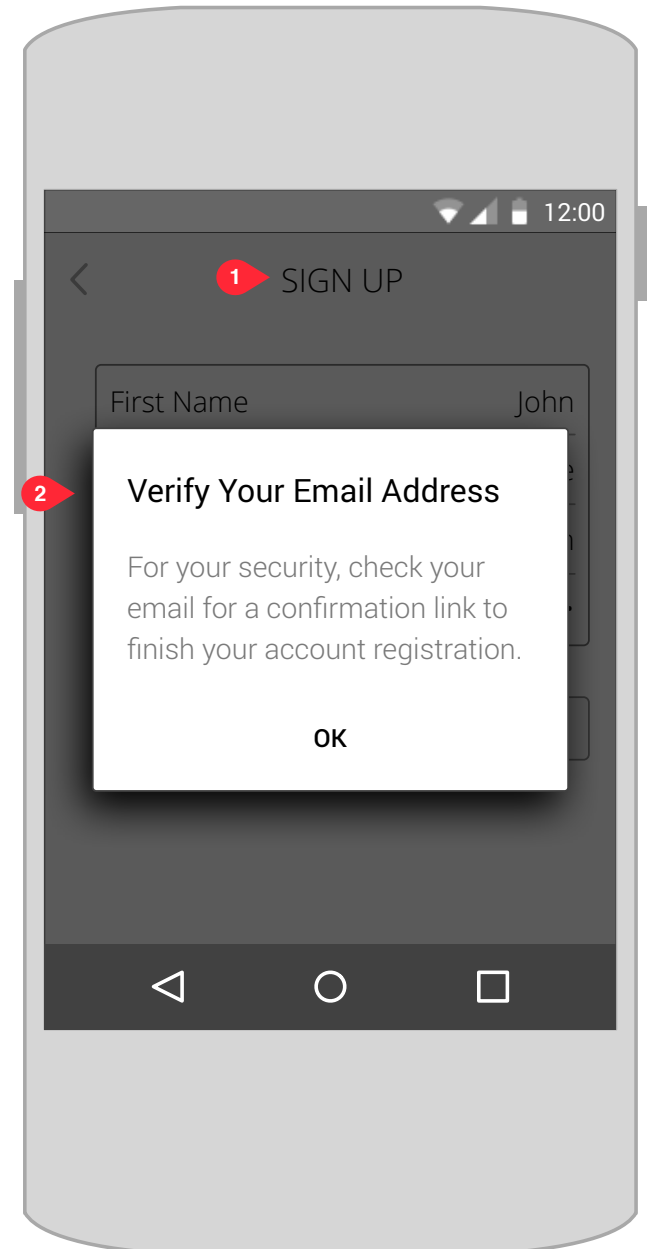 12:00
1
SIGN UP
First Name John
2
Verify Your Email Address
For your security, check your
email for a confirmation link to
finish your account registration.
OK